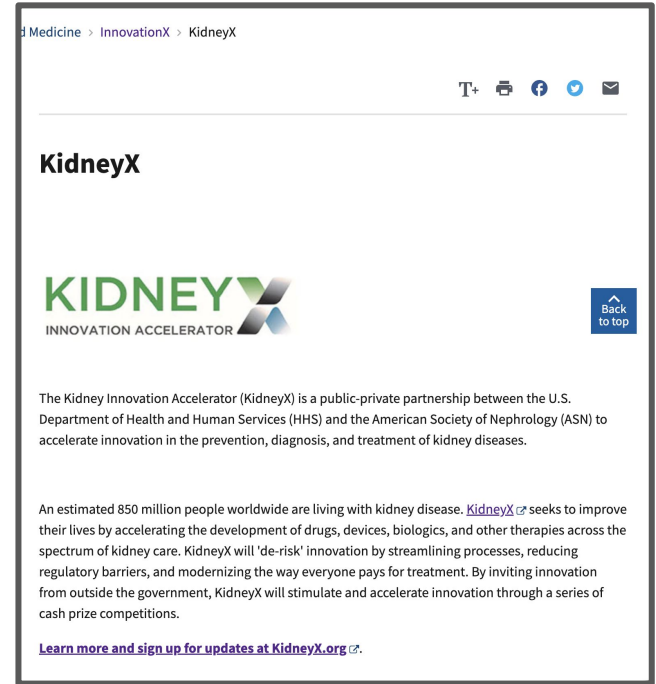 d Medicine > InnovationX > KidneyX
T+
KidneyX
KIDNEYX
INNOVATION ACCELERATOR
Back
to top
The Kidney Innovation Accelerator (KidneyX) is a public-private partnership between the U.S.
Department of Health and Human Services (HHS) and the American Society of Nephrology (ASN) to
accelerate innovation in the prevention, diagnosis, and treatment of kidney diseases.
An estimated 850 million people worldwide are living with kidney disease. KidneyX seeks to improve
their lives by accelerating the development of drugs, devices, biologics, and other therapies across the
spectrum of kidney care. KidneyX will 'de-risk' innovation by streamlining processes, reducing
regulatory barriers, and modernizing the way everyone pays for treatment. By inviting innovation
from outside the government, KidneyX will stimulate and accelerate innovation through a series of
cash prize competitions.
Learn more and sign up for updates at KidneyX.org.